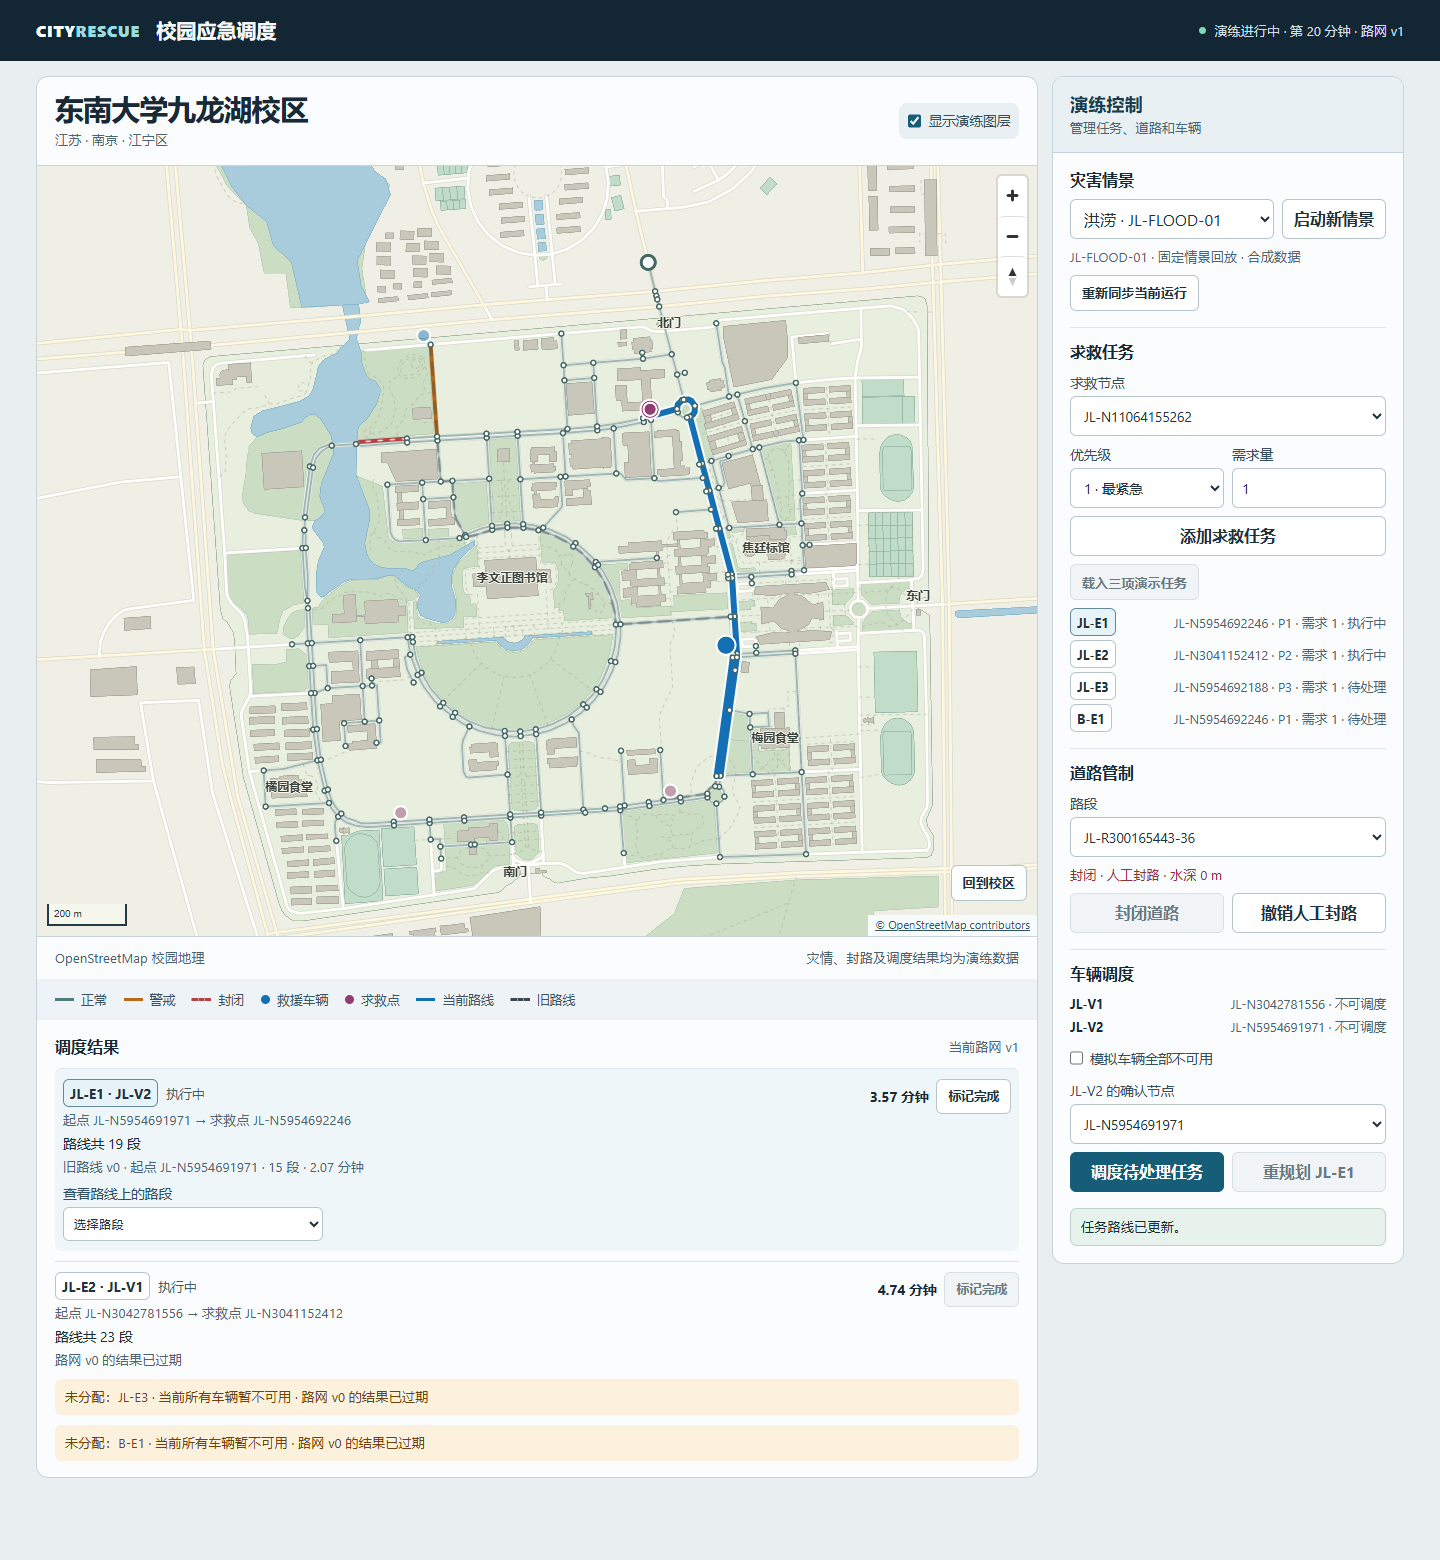 CITYRESCUE 校园应急调度
演练进行中 · 第 20 分钟 · 路网 v1
东南大学九龙湖校区
江苏 · 南京 · 江宁区
显示演练图层
北门
焦廷标馆
李文正图书馆
东门
梅园食堂
橘园食堂
南门
回到校区
200 m
© OpenStreetMap contributors
OpenStreetMap 校园地理
灾情、封路及调度结果均为演练数据
正常
警戒
封闭
救援车辆
求救点
当前路线
旧路线
调度结果
当前路网 v1
JL-E1 · JL-V2 执行中
3.57 分钟 标记完成
起点 JL-N5954691971 → 求救点 JL-N5954692246
路线共 19 段
旧路线 v0 · 起点 JL-N5954691971 · 15 段 · 2.07 分钟
查看路线上的路段
选择路段
JL-E2 · JL-V1 执行中
4.74 分钟 标记完成
起点 JL-N3042781556 → 求救点 JL-N3041152412
路线共 23 段
路网 v0 的结果已过期
未分配：JL-E3 · 当前所有车辆暂不可用 · 路网 v0 的结果已过期
未分配：B-E1 · 当前所有车辆暂不可用 · 路网 v0 的结果已过期
演练控制
管理任务、道路和车辆
灾害情景
洪涝 · JL-FLOOD-01 启动新情景
JL-FLOOD-01 · 固定情景回放 · 合成数据
重新同步当前运行
求救任务
求救节点
JL-N11064155262
优先级 需求量
1 · 最紧急 1
添加求救任务
载入三项演示任务
JL-E1 JL-N5954692246 · P1 · 需求 1 · 执行中
JL-E2 JL-N3041152412 · P2 · 需求 1 · 执行中
JL-E3 JL-N5954692188 · P3 · 需求 1 · 待处理
B-E1 JL-N5954692246 · P1 · 需求 1 · 待处理
道路管制
路段
JL-R300165443-36
封闭 · 人工封路 · 水深 0 m
封闭道路 撤销人工封路
车辆调度
JL-V1 JL-N3042781556 · 不可调度
JL-V2 JL-N5954691971 · 不可调度
模拟车辆全部不可用
JL-V2 的确认节点
JL-N5954691971
调度待处理任务 重规划 JL-E1
任务路线已更新。